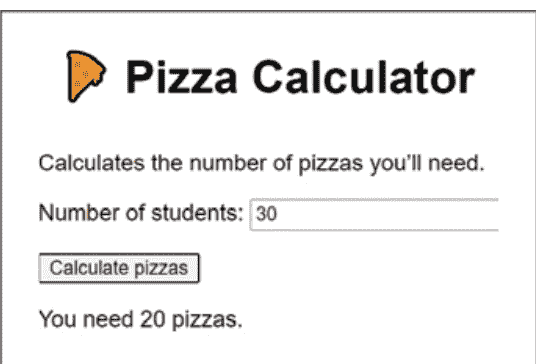 Pizza Calculator
Calculates the number of pizzas you'll need.
Number of students: 30
Calculate pizzas
You need 20 pizzas.